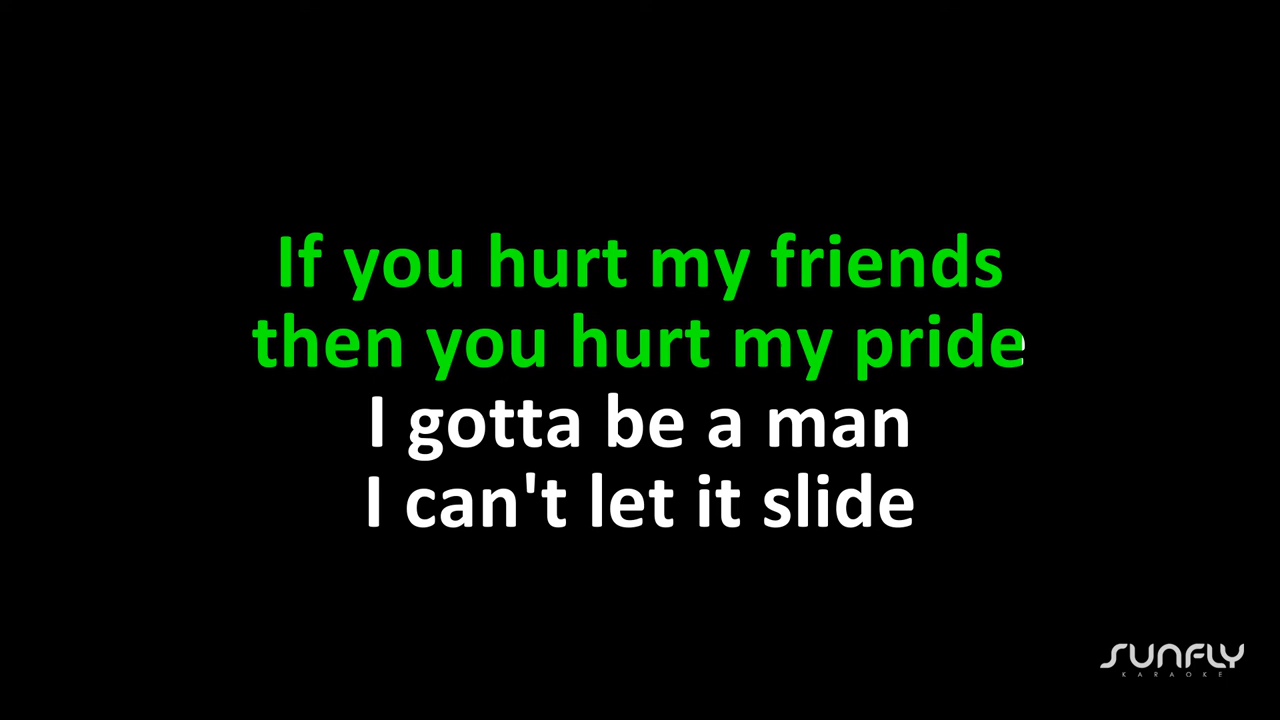 If you hurt my friends
then you hurt my pride
I gotta be a man
I can't let it slide
SUNFLY
KARAOKE